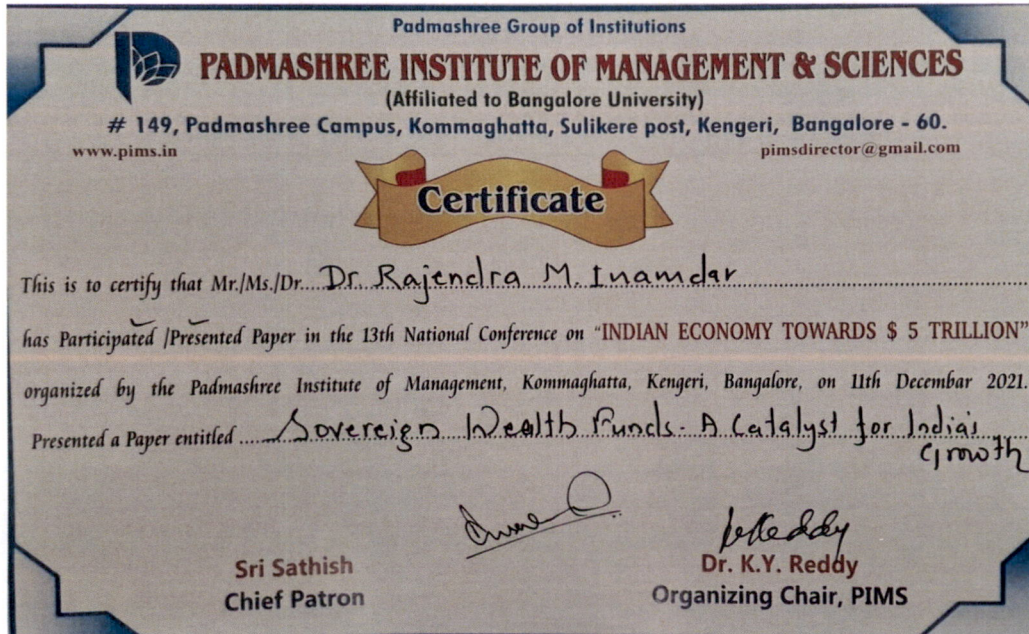 Padmashree Group of Institutions
PADMASHREE INSTITUTE OF MANAGEMENT & SCIENCES
(Affiliated to Bangalore University)
# 149, Padmashree Campus, Kommaghatta, Sulikere post, Kengeri, Bangalore - 60.
www.pims.in pimsdirector@gmail.com
Certificate
This is to certify that Mr./Ms./Dr. Dr. Rajendra M. Inamdar
has Participated /Presented Paper in the 13th National Conference on "INDIAN ECONOMY TOWARDS $ 5 TRILLION"
organized by the Padmashree Institute of Management, Kommaghatta, Kengeri, Bangalore, on 11th Decembar 2021.
Presented a Paper entitled Sovereign Wealth Funds - A Catalyst for India's
Growth
Sri Sathish Dr. K.Y. Reddy
Chief Patron Organizing Chair, PIMS